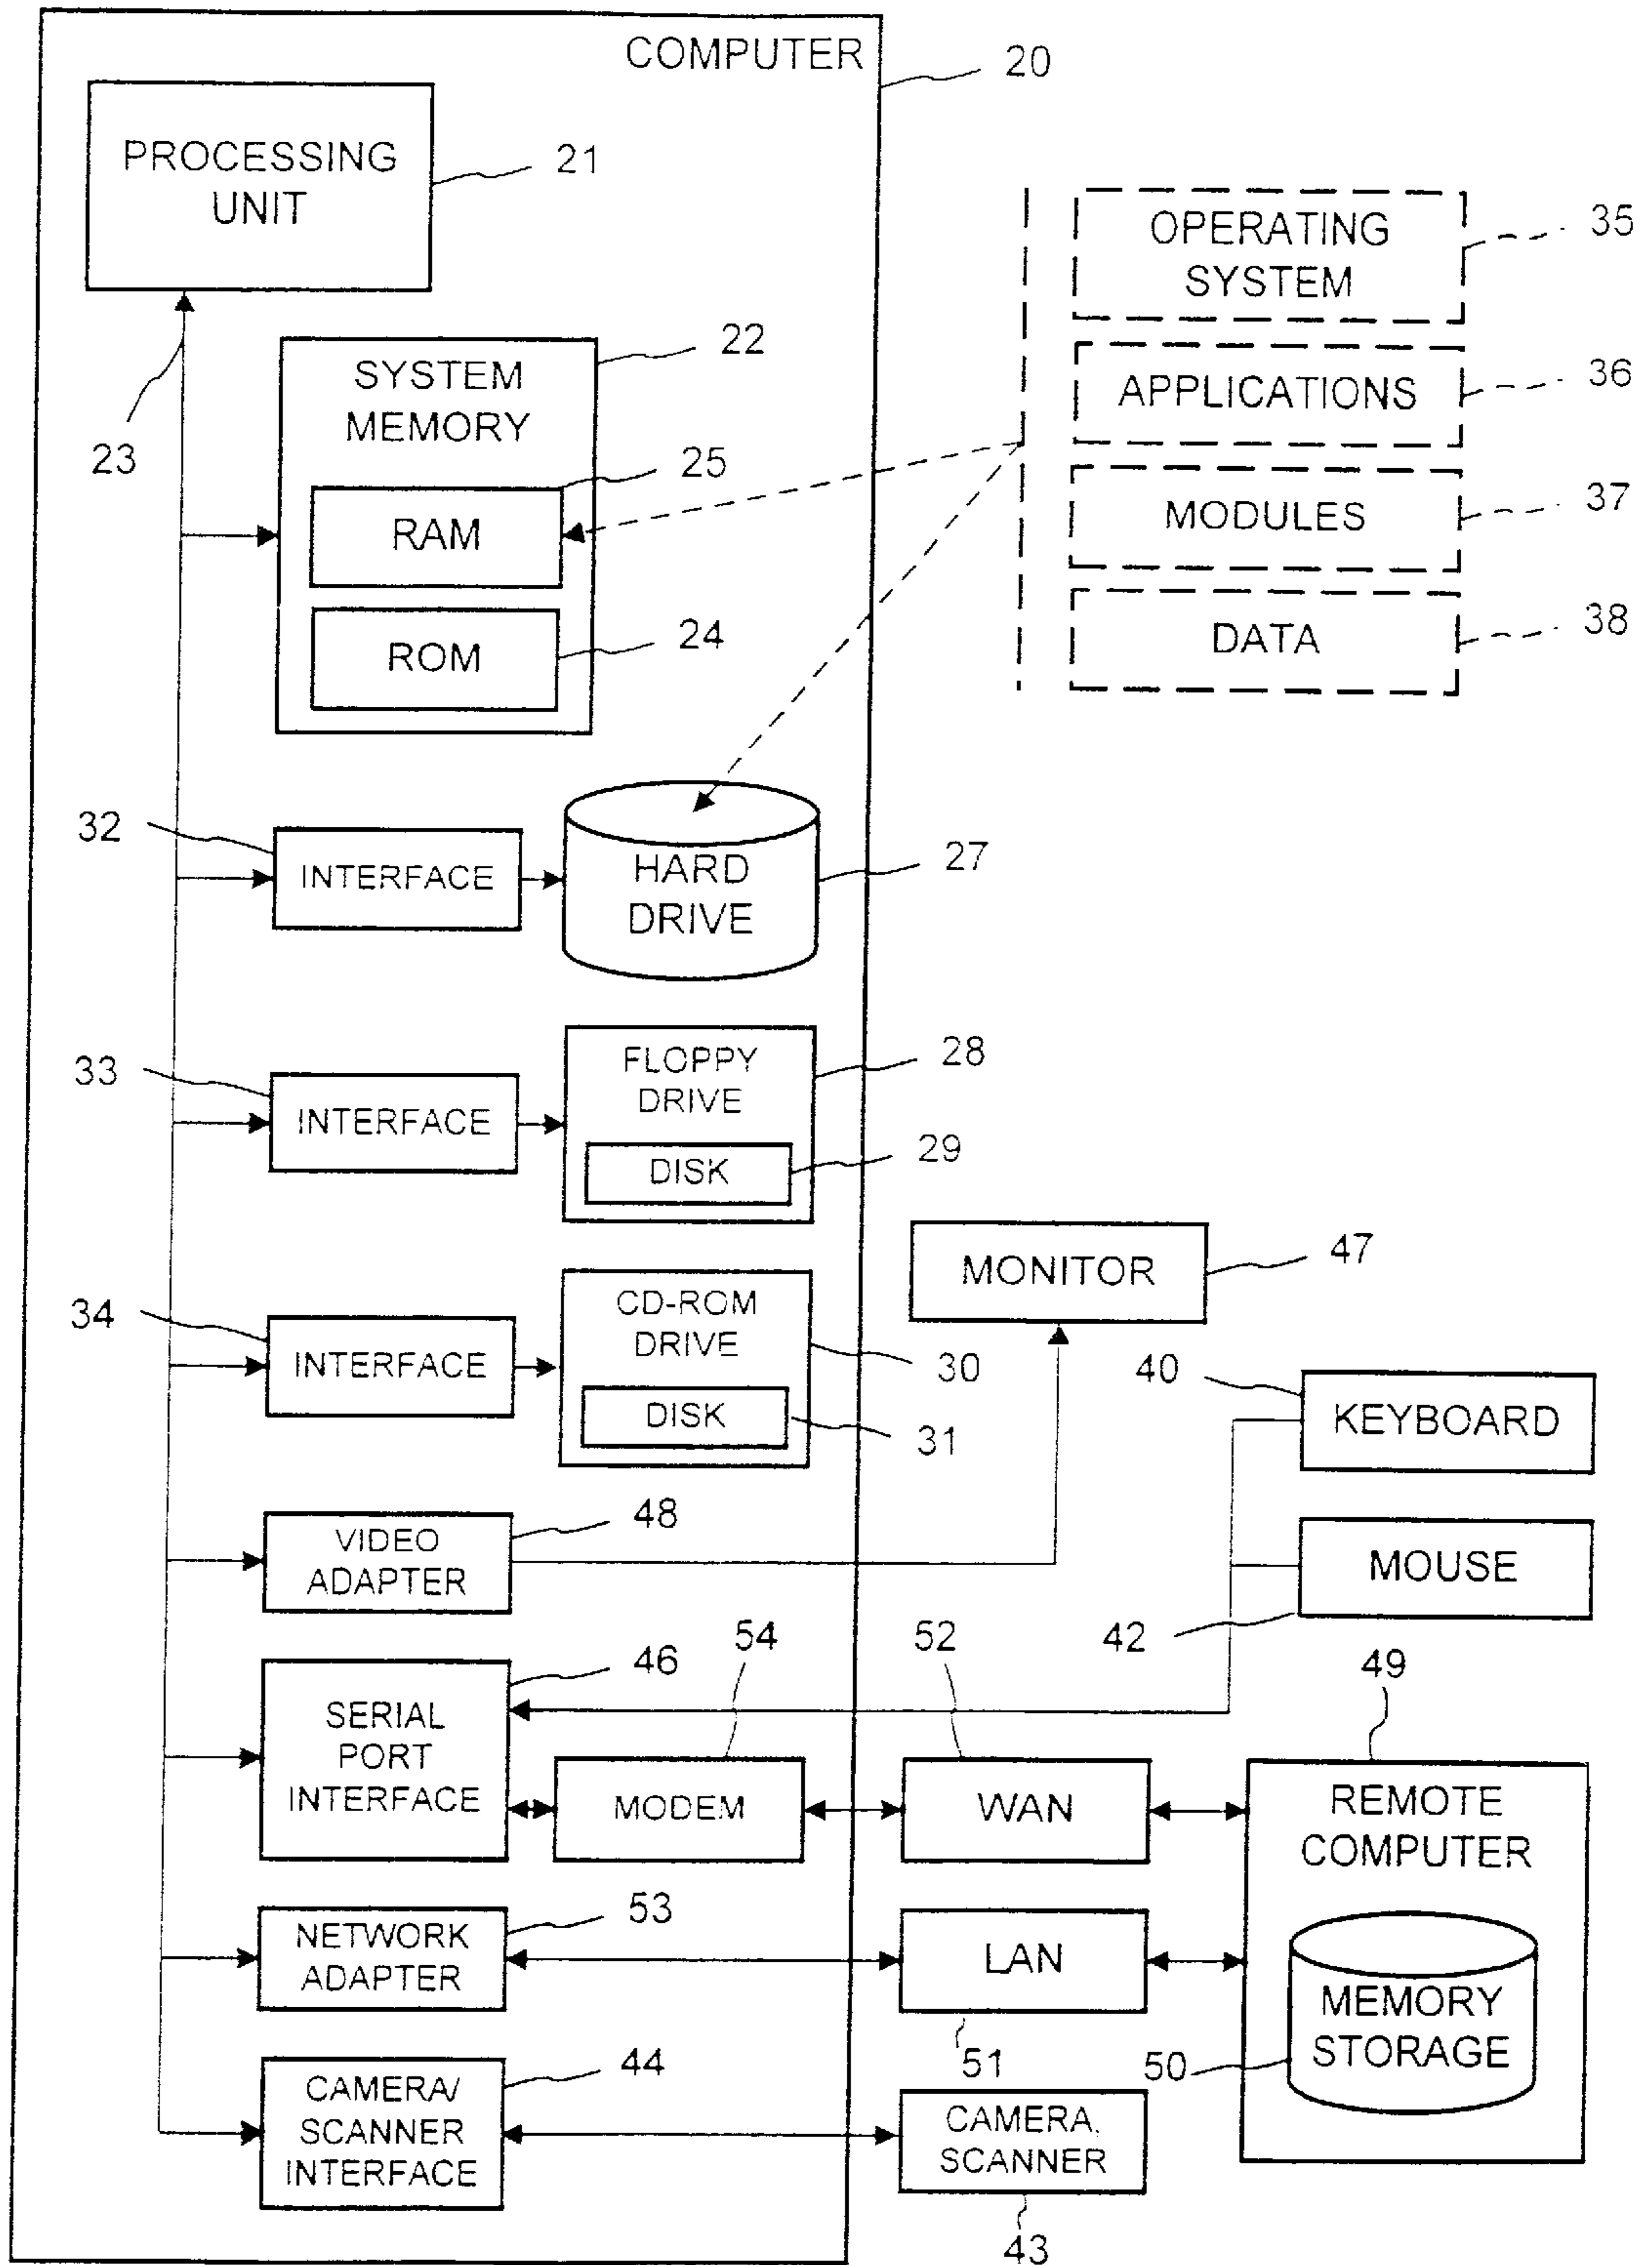 COMPUTER
20
PROCESSING
UNIT
21
23
SYSTEM
MEMORY
22
RAM
25
ROM
24
OPERATING
SYSTEM
35
APPLICATIONS
36
MODULES
37
DATA
38
32
INTERFACE
HARD
DRIVE
27
33
INTERFACE
FLOPPY
DRIVE
28
DISK
29
34
INTERFACE
CD-ROM
DRIVE
30
DISK
31
MONITOR
47
40
KEYBOARD
MOUSE
42
VIDEO
ADAPTER
48
SERIAL
PORT
INTERFACE
46
MODEM
54
WAN
52
49
REMOTE
COMPUTER
MEMORY
STORAGE
50
NETWORK
ADAPTER
53
LAN
51
CAMERA/
SCANNER
INTERFACE
44
CAMERA,
SCANNER
43